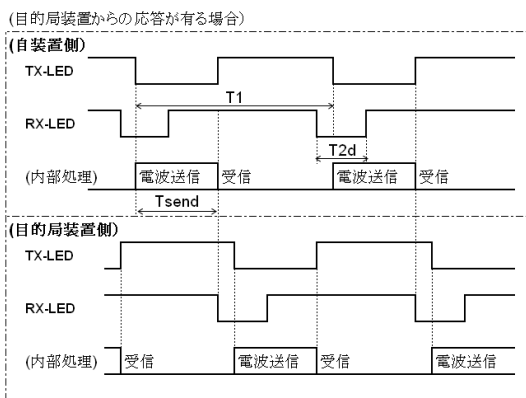 (目的局装置からの応答が有る場合)
(自装置側)
TX-LED
T1
RX-LED
T2d
(内部処理) 電波送信 受信 電波送信 受信
Tsend
(目的局装置側)
TX-LED
RX-LED
(内部処理) 受信 電波送信 受信 電波送信